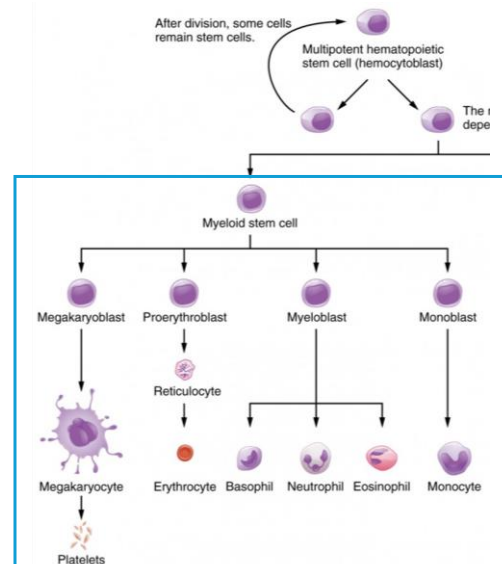 After division, some cells
remain stem cells.
Multipotent hematopoietic
stem cell (hemocytoblast)
The
Myeloid stem cell
Megakaryoblast
Proerythroblast
Myeloblast
Monoblast
Reticulocyte
Megakaryocyte
Erythrocyte
Basophil
Neutrophil
Eosinophil
Monocyte
Platelets